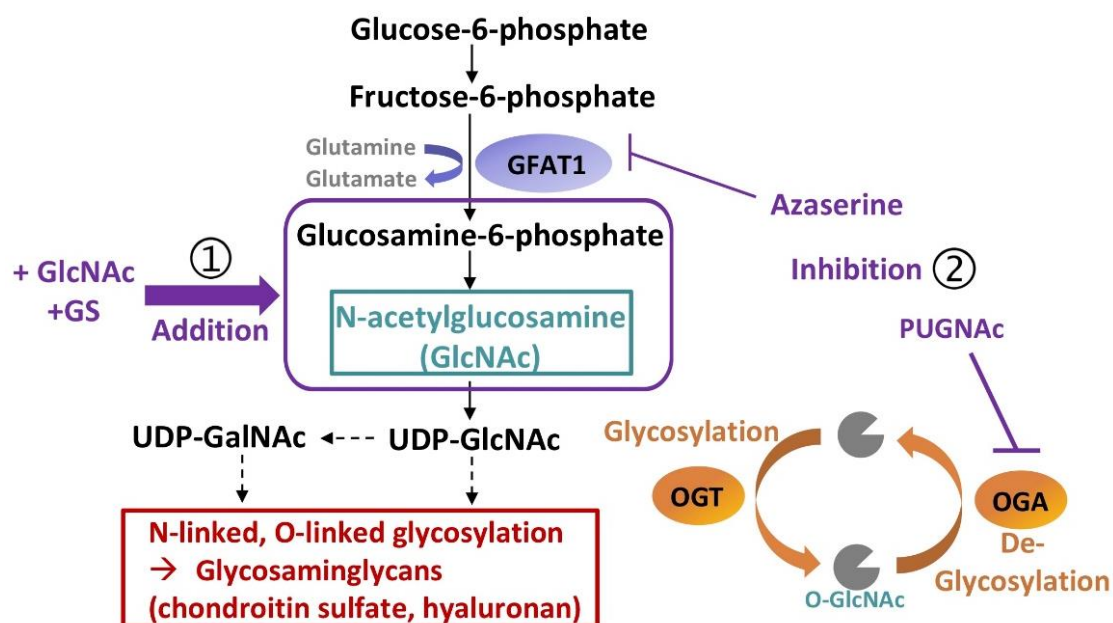 Glucose-6-phosphate
Fructose-6-phosphate
Glutamine
Glutamate
GFAT1
Azaserine
Glucosamine-6-phosphate
+ GlcNAc
+GS
①
Addition
Inhibition ②
N-acetylglucosamine
(GlcNAc)
PUGNAc
UDP-GalNAc
UDP-GlcNAc
Glycosylation
OGT
OGA
De-
Glycosylation
O-GlcNAc
N-linked, O-linked glycosylation
→ Glycosaminglycans
(chondroitin sulfate, hyaluronan)